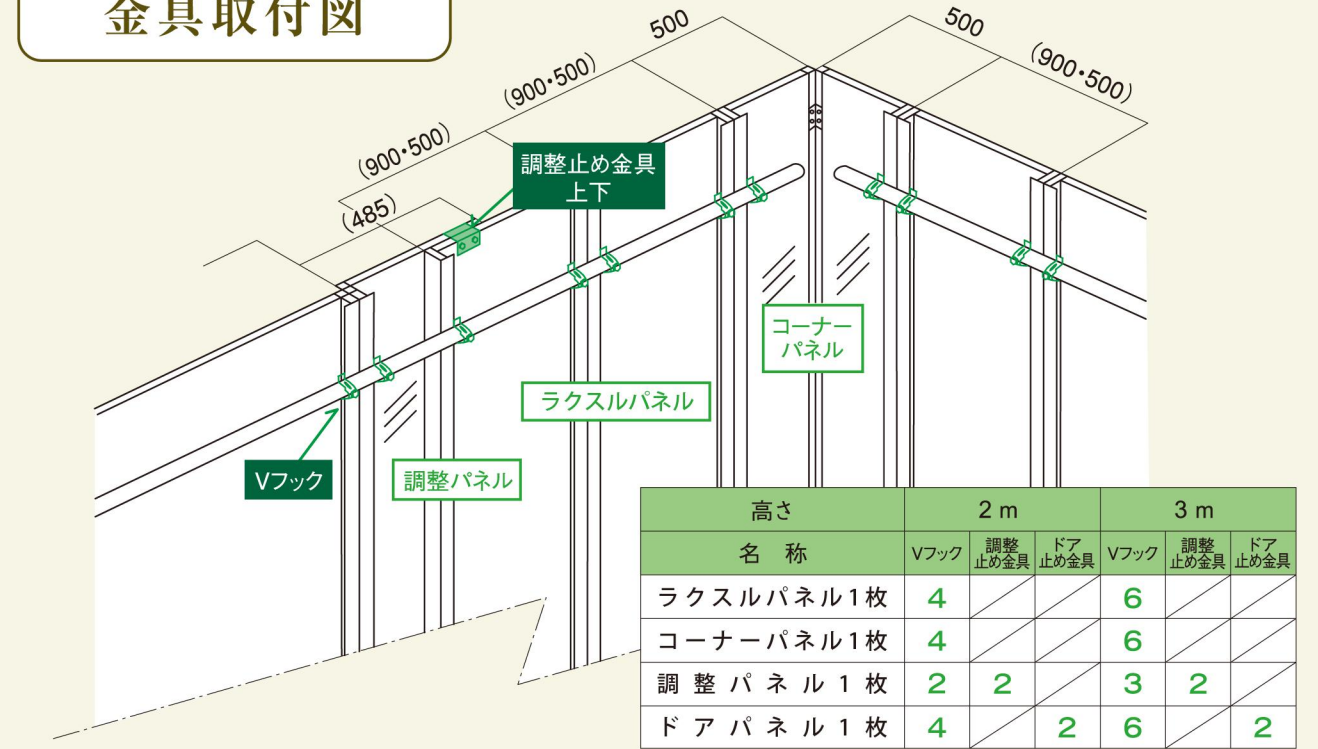 金具取付図
500
500
(900・500)
(900・500)
(900・500)
調整止め金具
上下
(485)
コーナー
パネル
ラクスルパネル
Vフック
調整パネル
高さ 2 m 3 m
名 称 Vフック 調整止め金具 ドア止め金具 Vフック 調整止め金具 ドア止め金具
ラクスルパネル1枚 4 6
コーナーパネル1枚 4 6
調整パネル1枚 2 2 3 2
ドアパネル1枚 4 2 6 2